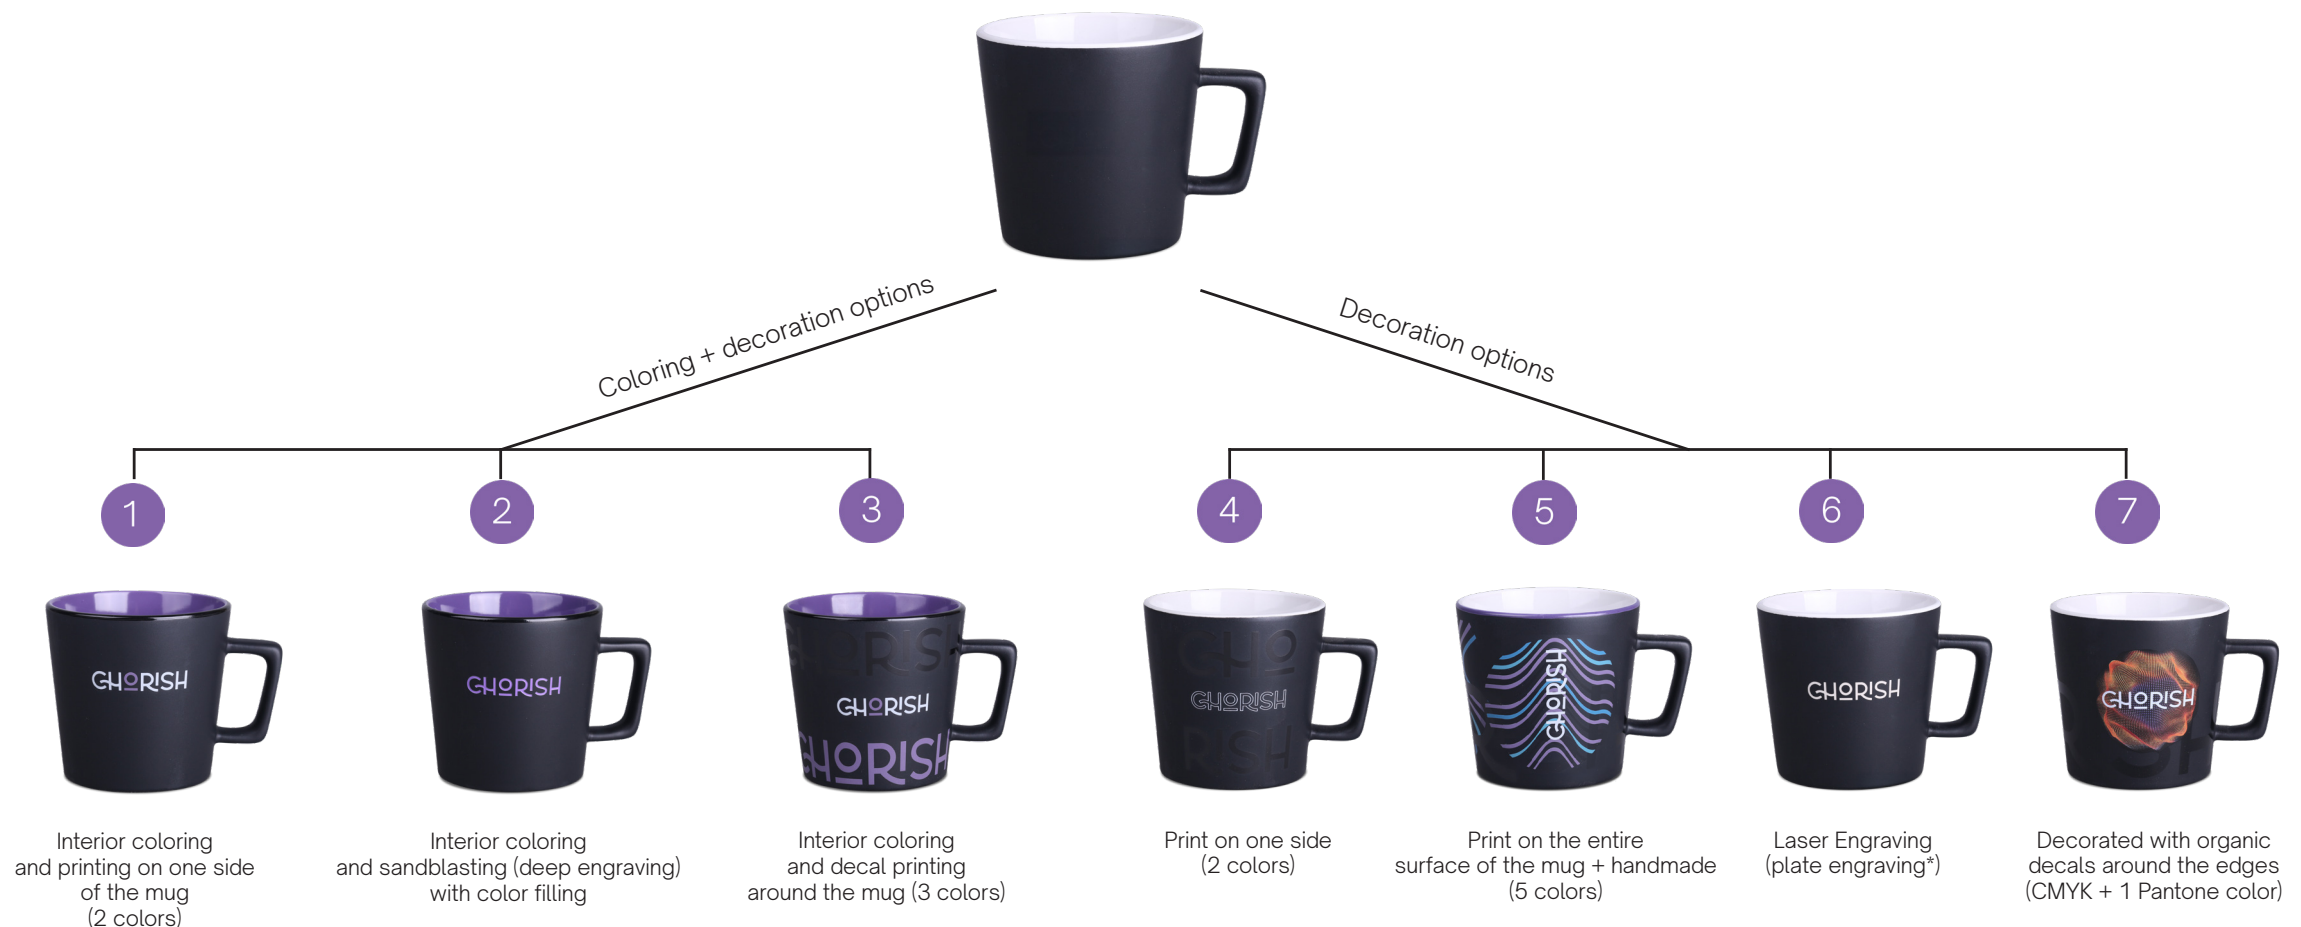 Coloring + decoration options
Decoration options
1
2
3
4
5
6
7
CHORISH
CHORISH
CHORISH
CHORISH
CHORISH
CHO
CHORISH
RISH
CHORISH
CHORISH
CHORISH
Interior coloring
and printing on one side
of the mug
(2 colors)
Interior coloring
and sandblasting (deep engraving)
with color filling
Interior coloring
and decal printing
around the mug (3 colors)
Print on one side
(2 colors)
Print on the entire
surface of the mug + handmade
(5 colors)
Laser Engraving
(plate engraving*)
Decorated with organic
decals around the edges
(CMYK + 1 Pantone color)